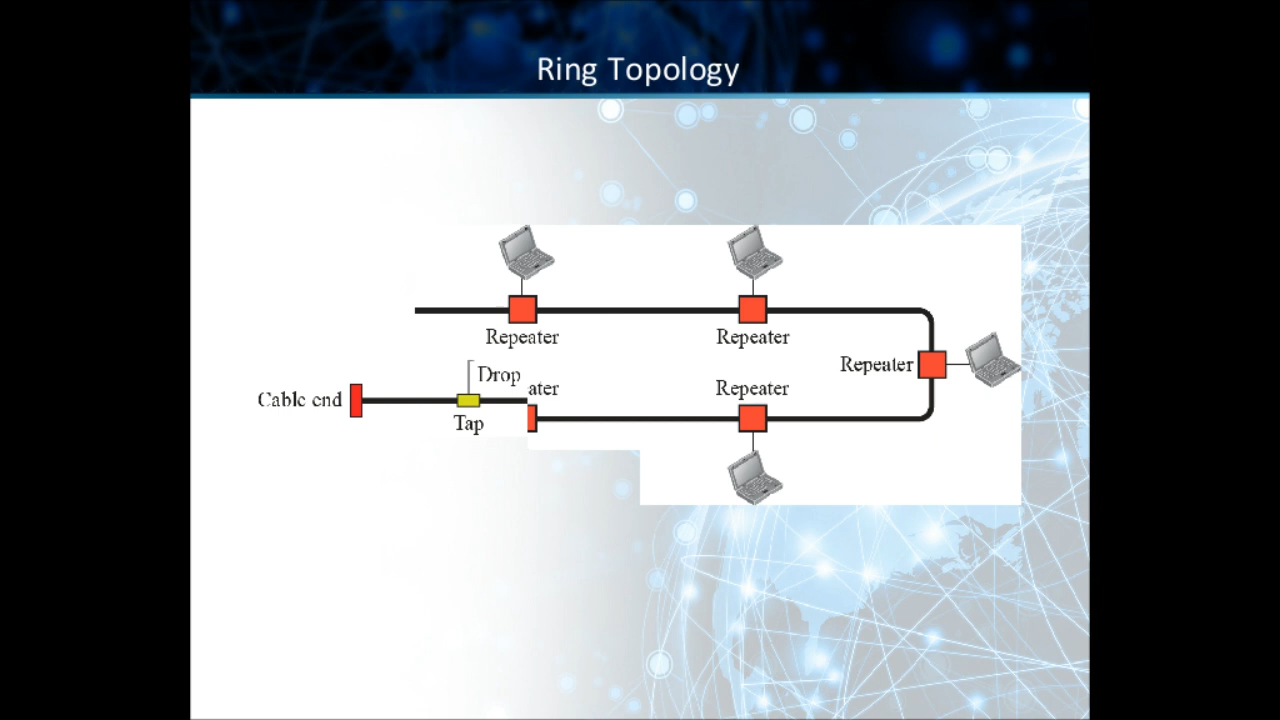 Ring Topology
Repeater
Repeater
Repeater
Drop
ater
Repeater
Cable end
Tap